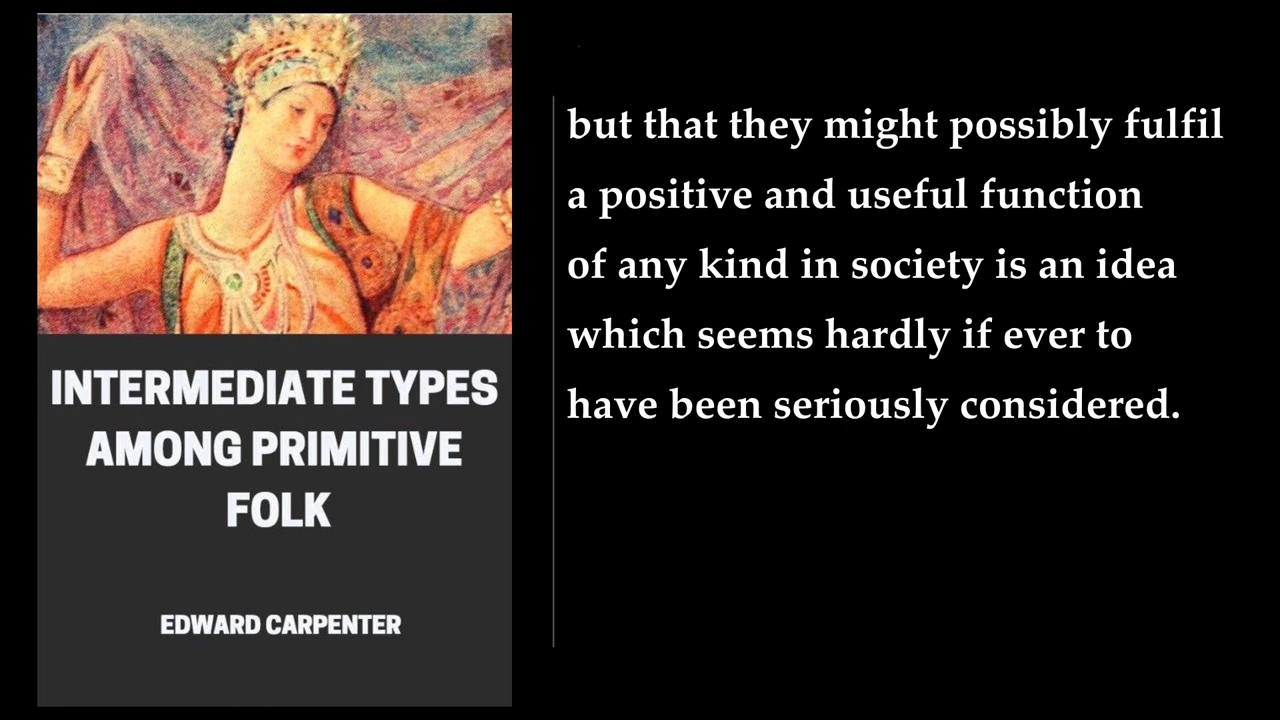 INTERMEDIATE TYPES
AMONG PRIMITIVE
FOLK
EDWARD CARPENTER
but that they might possibly fulfil
a positive and useful function
of any kind in society is an idea
which seems hardly if ever to
have been seriously considered.